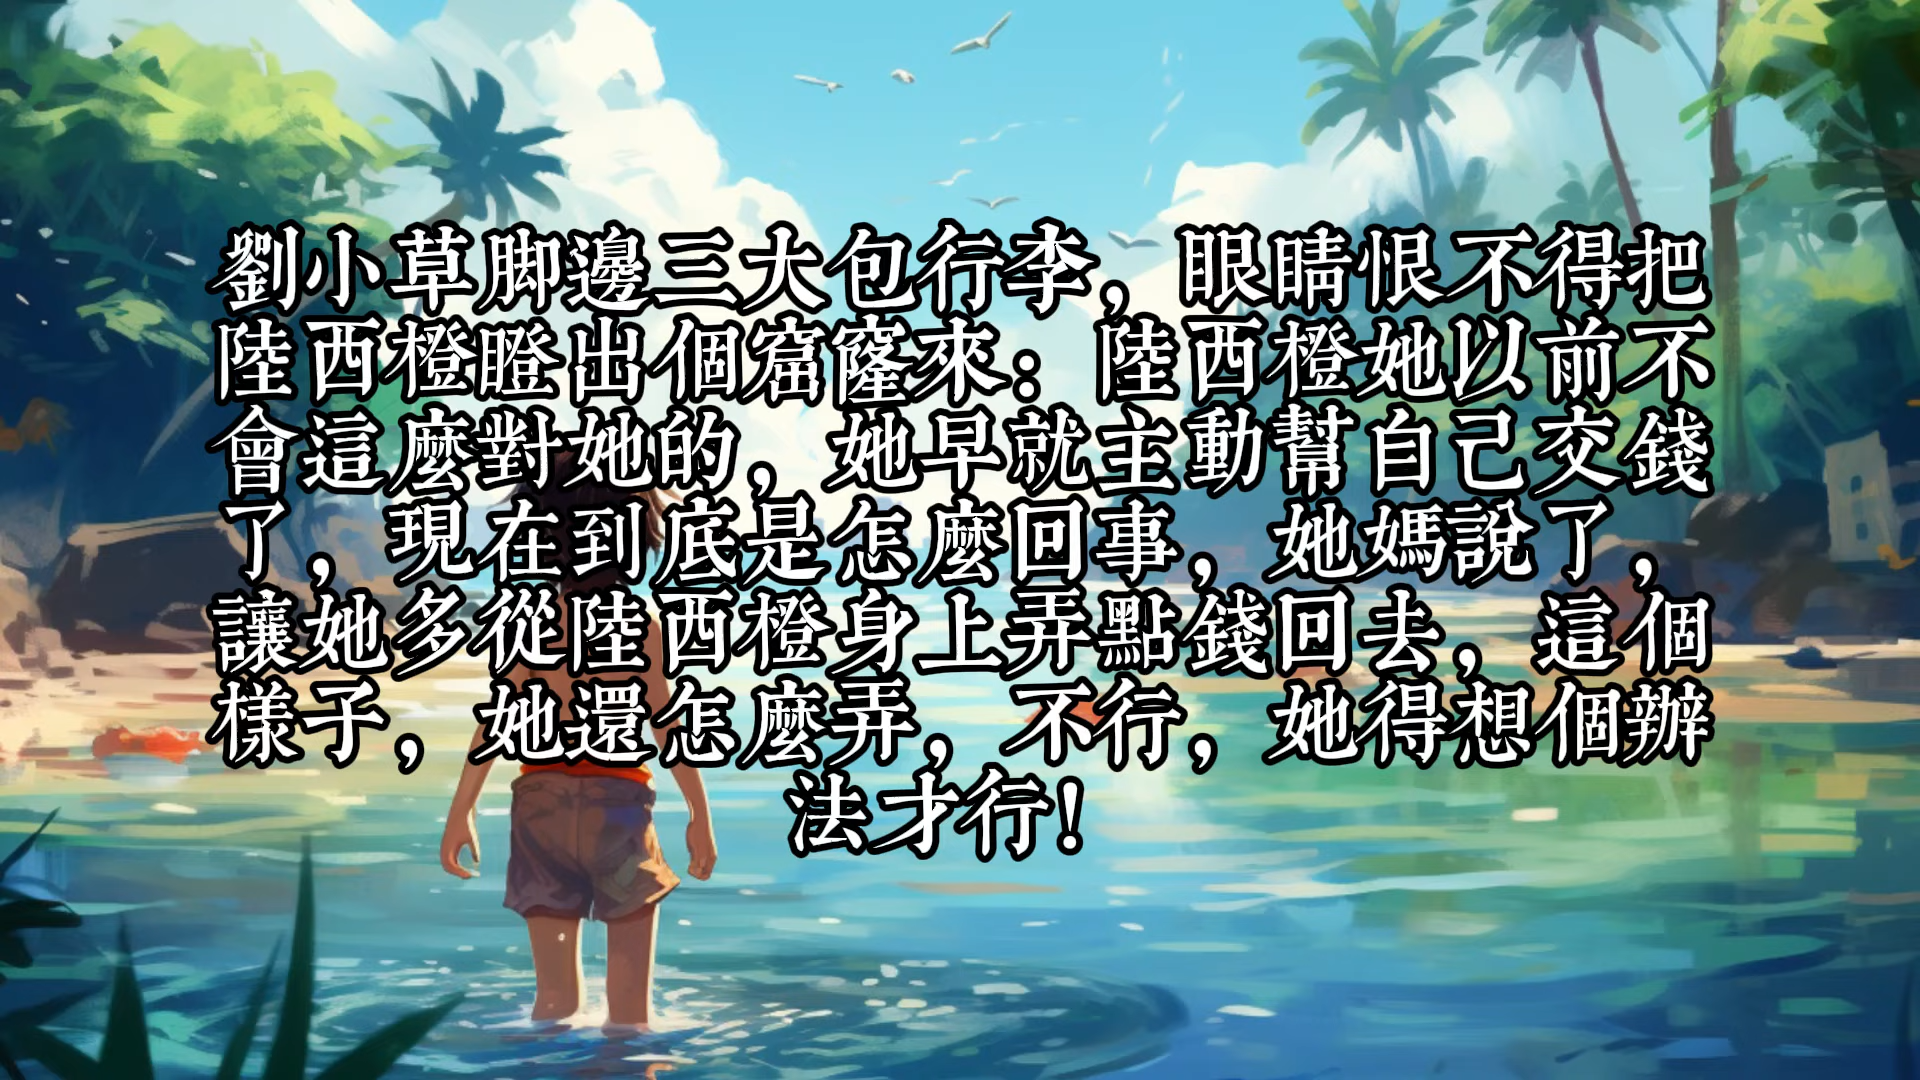 劉小草脚邊三大包行李，眼睛恨不得把
陸西橙瞪出個窟窿來：陸西橙她以前不
會這麼對她的，她早就主動幫自己交錢
了，現在到底是怎麼回事，她媽說了，
讓她多從陸西橙身上弄點錢回去，這個
樣子，她還怎麼弄，不行，她得想個辦
法才行！